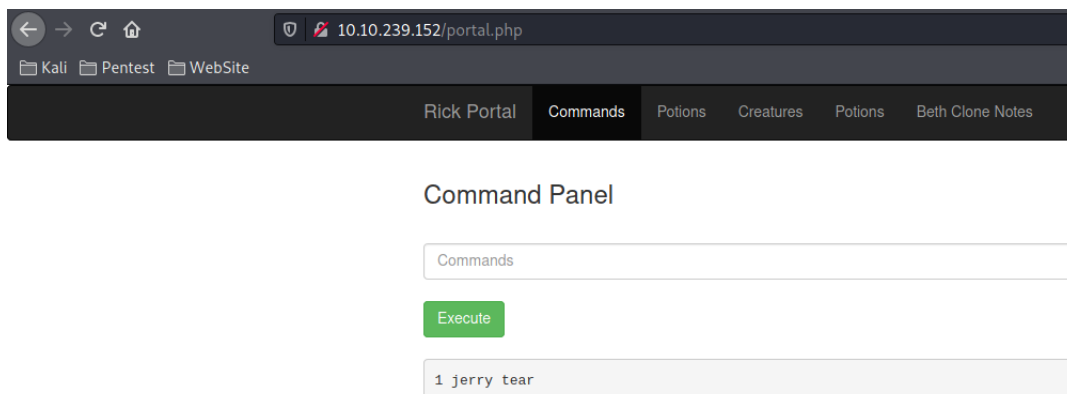 10.10.239.152/portal.php
Kali Pentest WebSite
Rick Portal Commands Potions Creatures Potions Beth Clone Notes
Command Panel
Commands
Execute
1 jerry tear